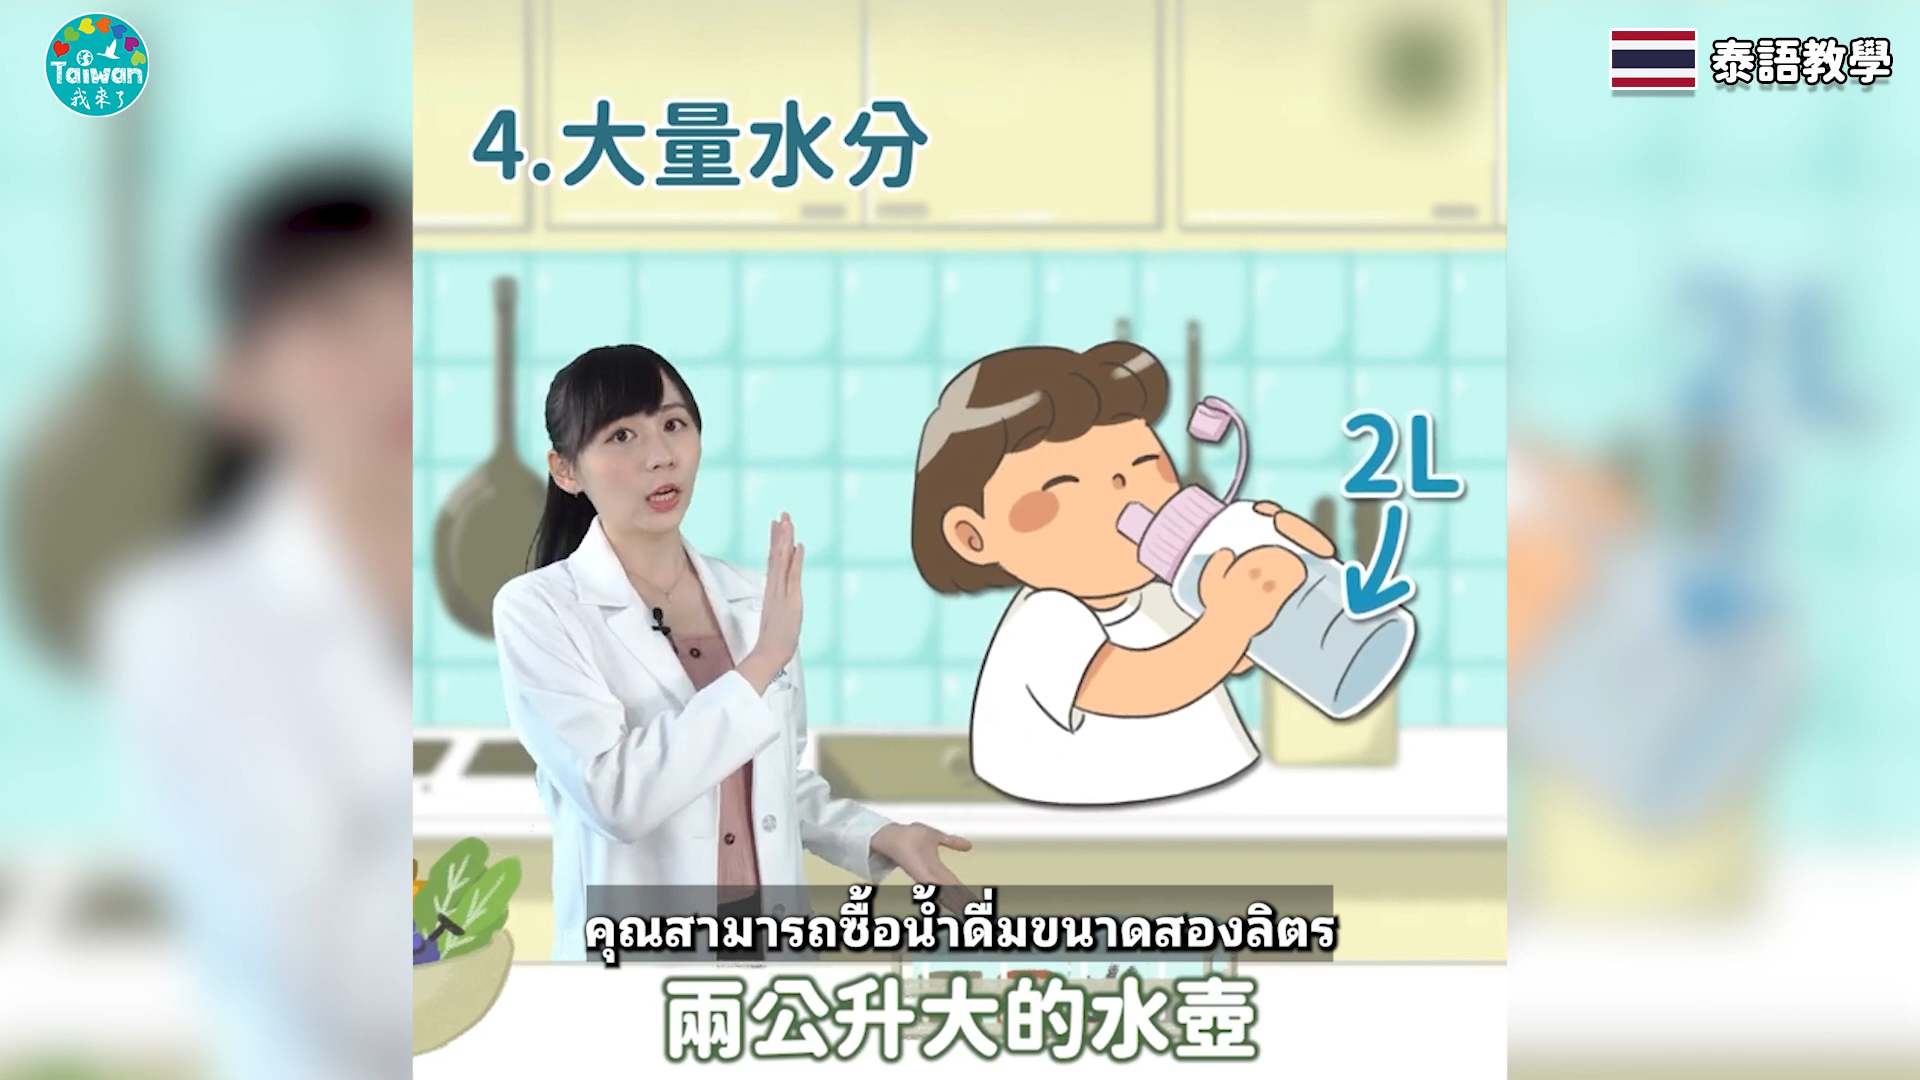 Taiwan
我來了
泰語教學
4.大量水分
2L
คุณสามารถซื้อน้ำดื่มขนาดสองลิตร
兩公升大的水壺